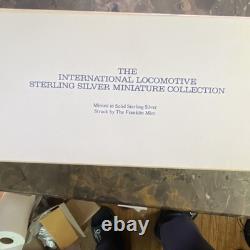 THE
INTERNATIONAL LOCOMOTIVE
STERLING SILVER MINIATURE COLLECTION
Minted in Solid Sterling Silver
Struck by The Franklin Mint